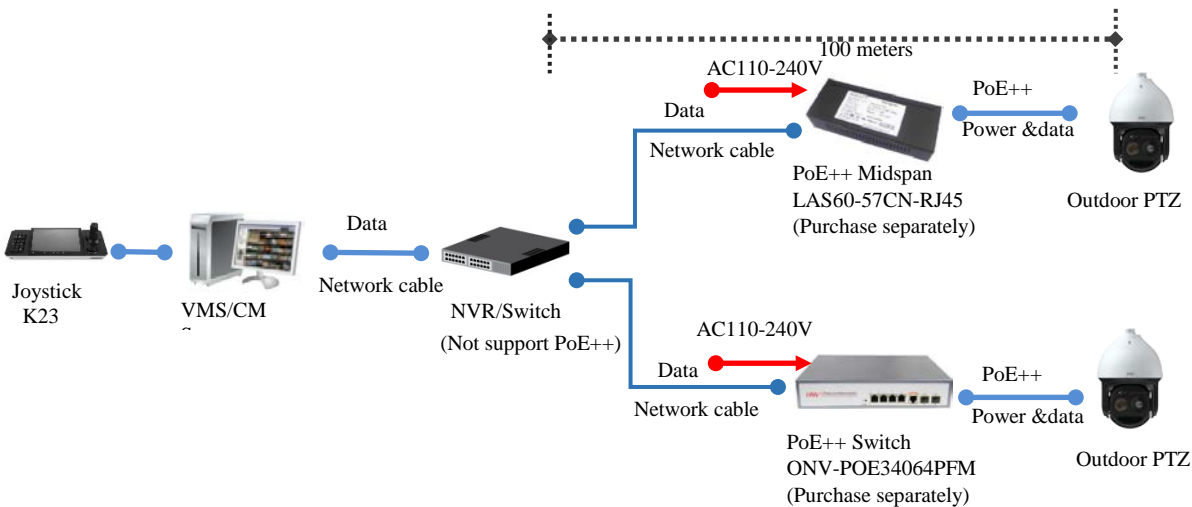 100 meters
AC110-240V
Data
Network cable
PoE++
Power &data
PoE++ Midspan
LAS60-57CN-RJ45
(Purchase separately)
Outdoor PTZ
Joystick
K23
VMS/CM
Data
Network cable
NVR/Switch
(Not support PoE++)
AC110-240V
Data
Network cable
PoE++
Power &data
PoE++ Switch
ONV-POE34064PFM
(Purchase separately)
Outdoor PTZ